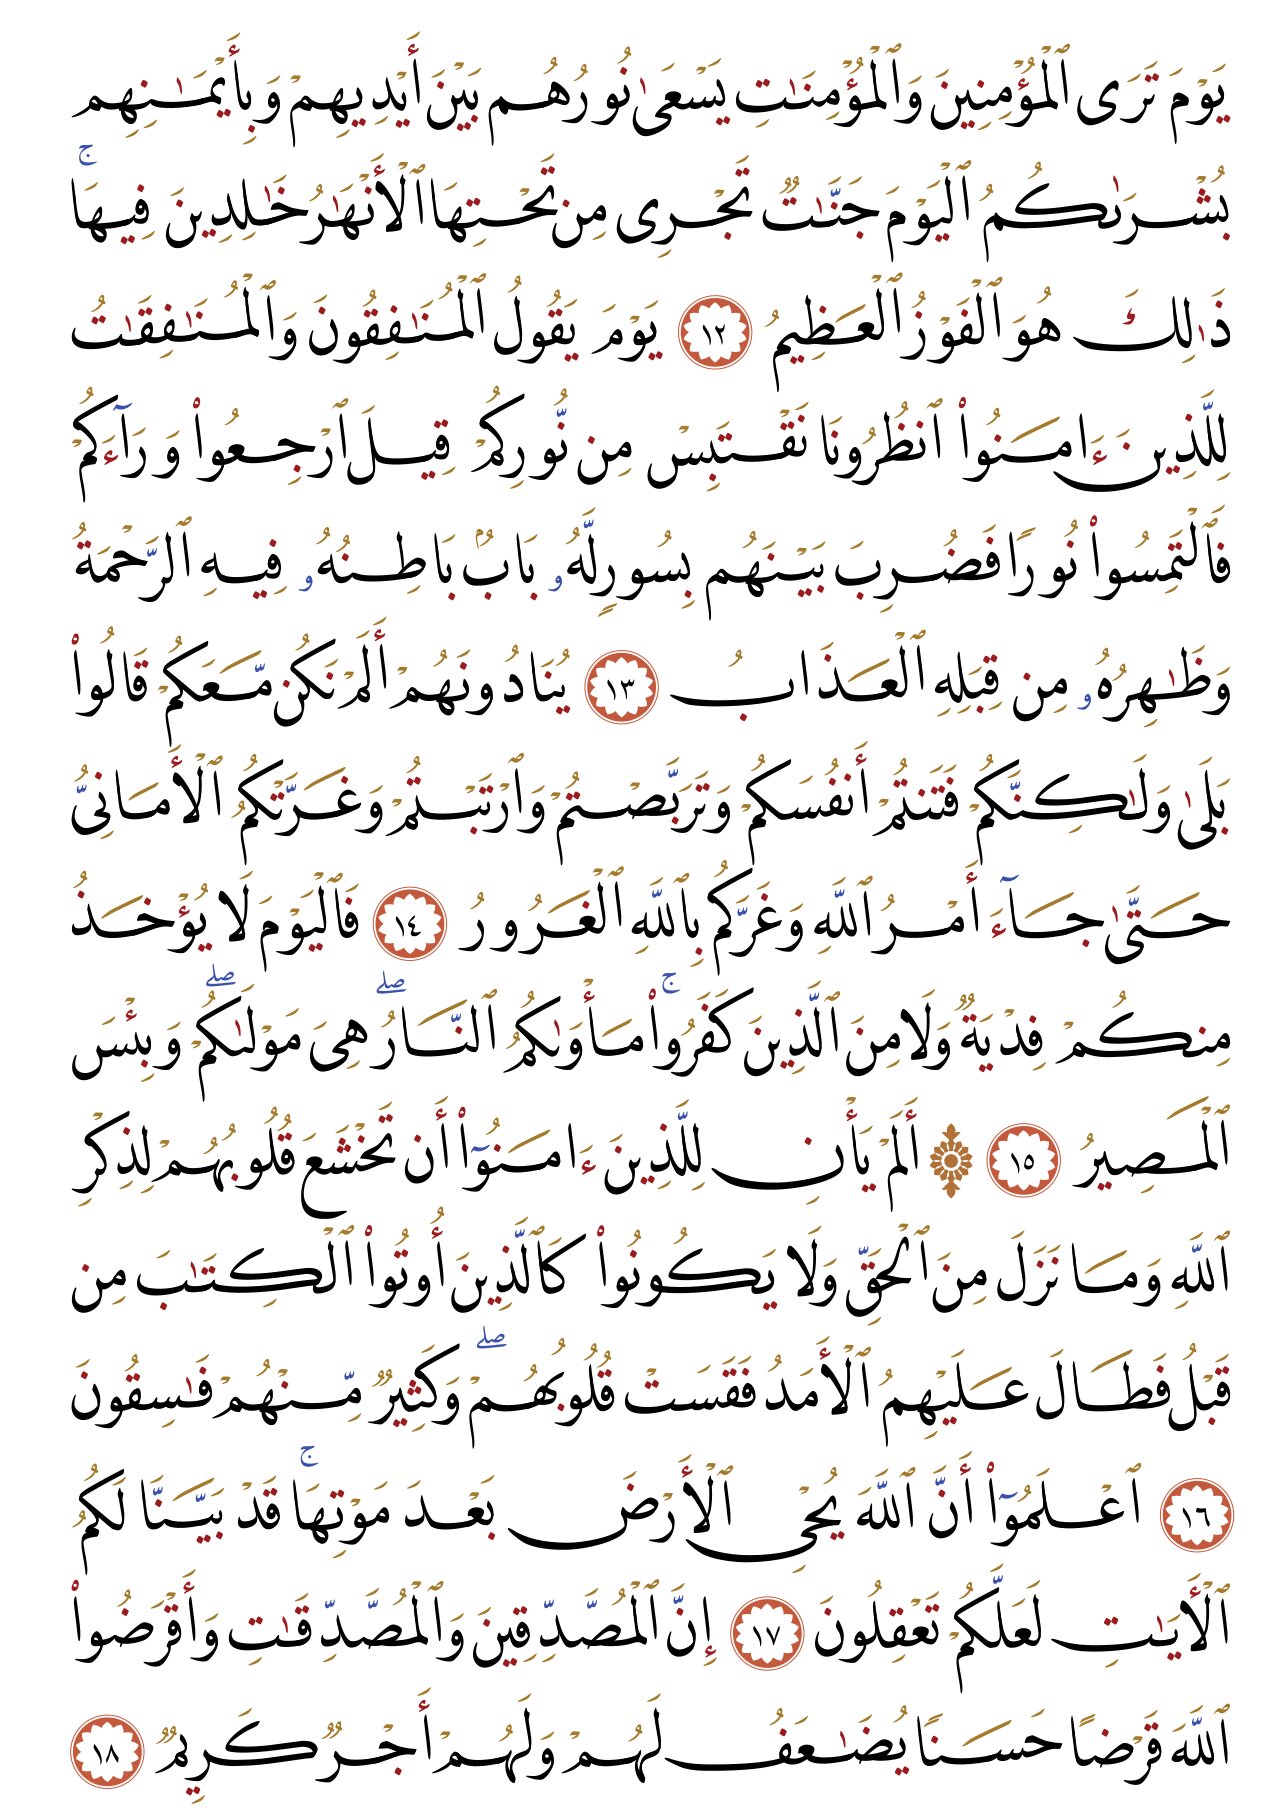 يَوْمَ تَرَى ٱلْمُؤْمِنِينَ وَٱلْمُؤْمِنَٰتِ يَسْعَىٰ نُورُهُم بَيْنَ أَيْدِيهِمْ وَبِأَيْمَٰنِهِم
بُشْرَىٰكُمُ ٱلْيَوْمَ جَنَّٰتٌ تَجْرِى مِن تَحْتِهَا ٱلْأَنْهَٰرُ خَٰلِدِينَ فِيهَا ۚ
ذَٰلِكَ هُوَ ٱلْفَوْزُ ٱلْعَظِيمُ ١٢ يَوْمَ يَقُولُ ٱلْمُنَٰفِقُونَ وَٱلْمُنَٰفِقَٰتُ
لِلَّذِينَ ءَامَنُوا۟ ٱنظُرُونَا نَقْتَبِسْ مِن نُّورِكُمْ قِيلَ ٱرْجِعُوا۟ وَرَآءَكُمْ
فَٱلْتَمِسُوا۟ نُورًا فَضُرِبَ بَيْنَهُم بِسُورٍ لَّهُۥ بَابٌۢ بَاطِنُهُۥ فِيهِ ٱلرَّحْمَةُ
وَظَٰهِرُهُۥ مِن قِبَلِهِ ٱلْعَذَابُ ١٣ يُنَادُونَهُمْ أَلَمْ نَكُن مَّعَكُمْ قَالُوا۟
بَلَىٰ وَلَٰكِنَّكُمْ فَتَنتُمْ أَنفُسَكُمْ وَتَرَبَّصْتُمْ وَٱرْتَبْتُمْ وَغَرَّتْكُمُ ٱلْأَمَانِىُّ
حَتَّىٰ جَآءَ أَمْرُ ٱللَّهِ وَغَرَّكُم بِٱللَّهِ ٱلْغَرُورُ ١٤ فَٱلْيَوْمَ لَا يُؤْخَذُ
مِنكُمْ فِدْيَةٌ وَلَا مِنَ ٱلَّذِينَ كَفَرُوا۟ ۚ مَأْوَىٰكُمُ ٱلنَّارُ ۖ هِىَ مَوْلَىٰكُمْ ۖ وَبِئْسَ
ٱلْمَصِيرُ ١٥ ۞ أَلَمْ يَأْنِ لِلَّذِينَ ءَامَنُوٓا۟ أَن تَخْشَعَ قُلُوبُهُمْ لِذِكْرِ
ٱللَّهِ وَمَا نَزَلَ مِنَ ٱلْحَقِّ وَلَا يَكُونُوا۟ كَٱلَّذِينَ أُوتُوا۟ ٱلْكِتَٰبَ مِن
قَبْلُ فَطَالَ عَلَيْهِمُ ٱلْأَمَدُ فَقَسَتْ قُلُوبُهُمْ ۖ وَكَثِيرٌ مِّنْهُمْ فَٰسِقُونَ
١٦ ٱعْلَمُوٓا۟ أَنَّ ٱللَّهَ يُحْىِ ٱلْأَرْضَ بَعْدَ مَوْتِهَا ۚ قَدْ بَيَّنَّا لَكُمُ
ٱلْأَيَٰتِ لَعَلَّكُمْ تَعْقِلُونَ ١٧ إِنَّ ٱلْمُصَّدِّقِينَ وَٱلْمُصَّدِّقَٰتِ وَأَقْرَضُوا۟
ٱللَّهَ قَرْضًا حَسَنًا يُضَٰعَفُ لَهُمْ وَلَهُمْ أَجْرٌ كَرِيمٌ ١٨